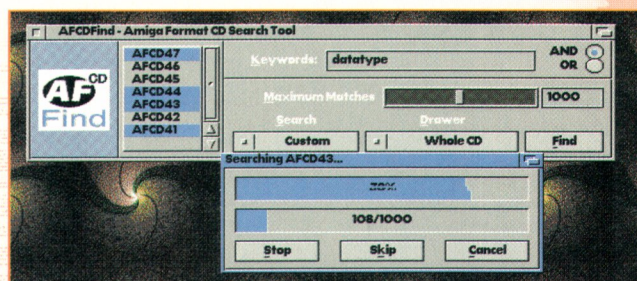 AFCDFind - Amiga Format CD Search Tool
AF CD
Find
AFCD47
AFCD46
AFCD45
AFCD44
AFCD43
AFCD42
AFCD41
Keywords: datatype
AND
OR
Maximum Matches 1000
Search Drawer
Custom Whole CD Find
Searching AFCD43...
108/1000
Stop Skip Cancel